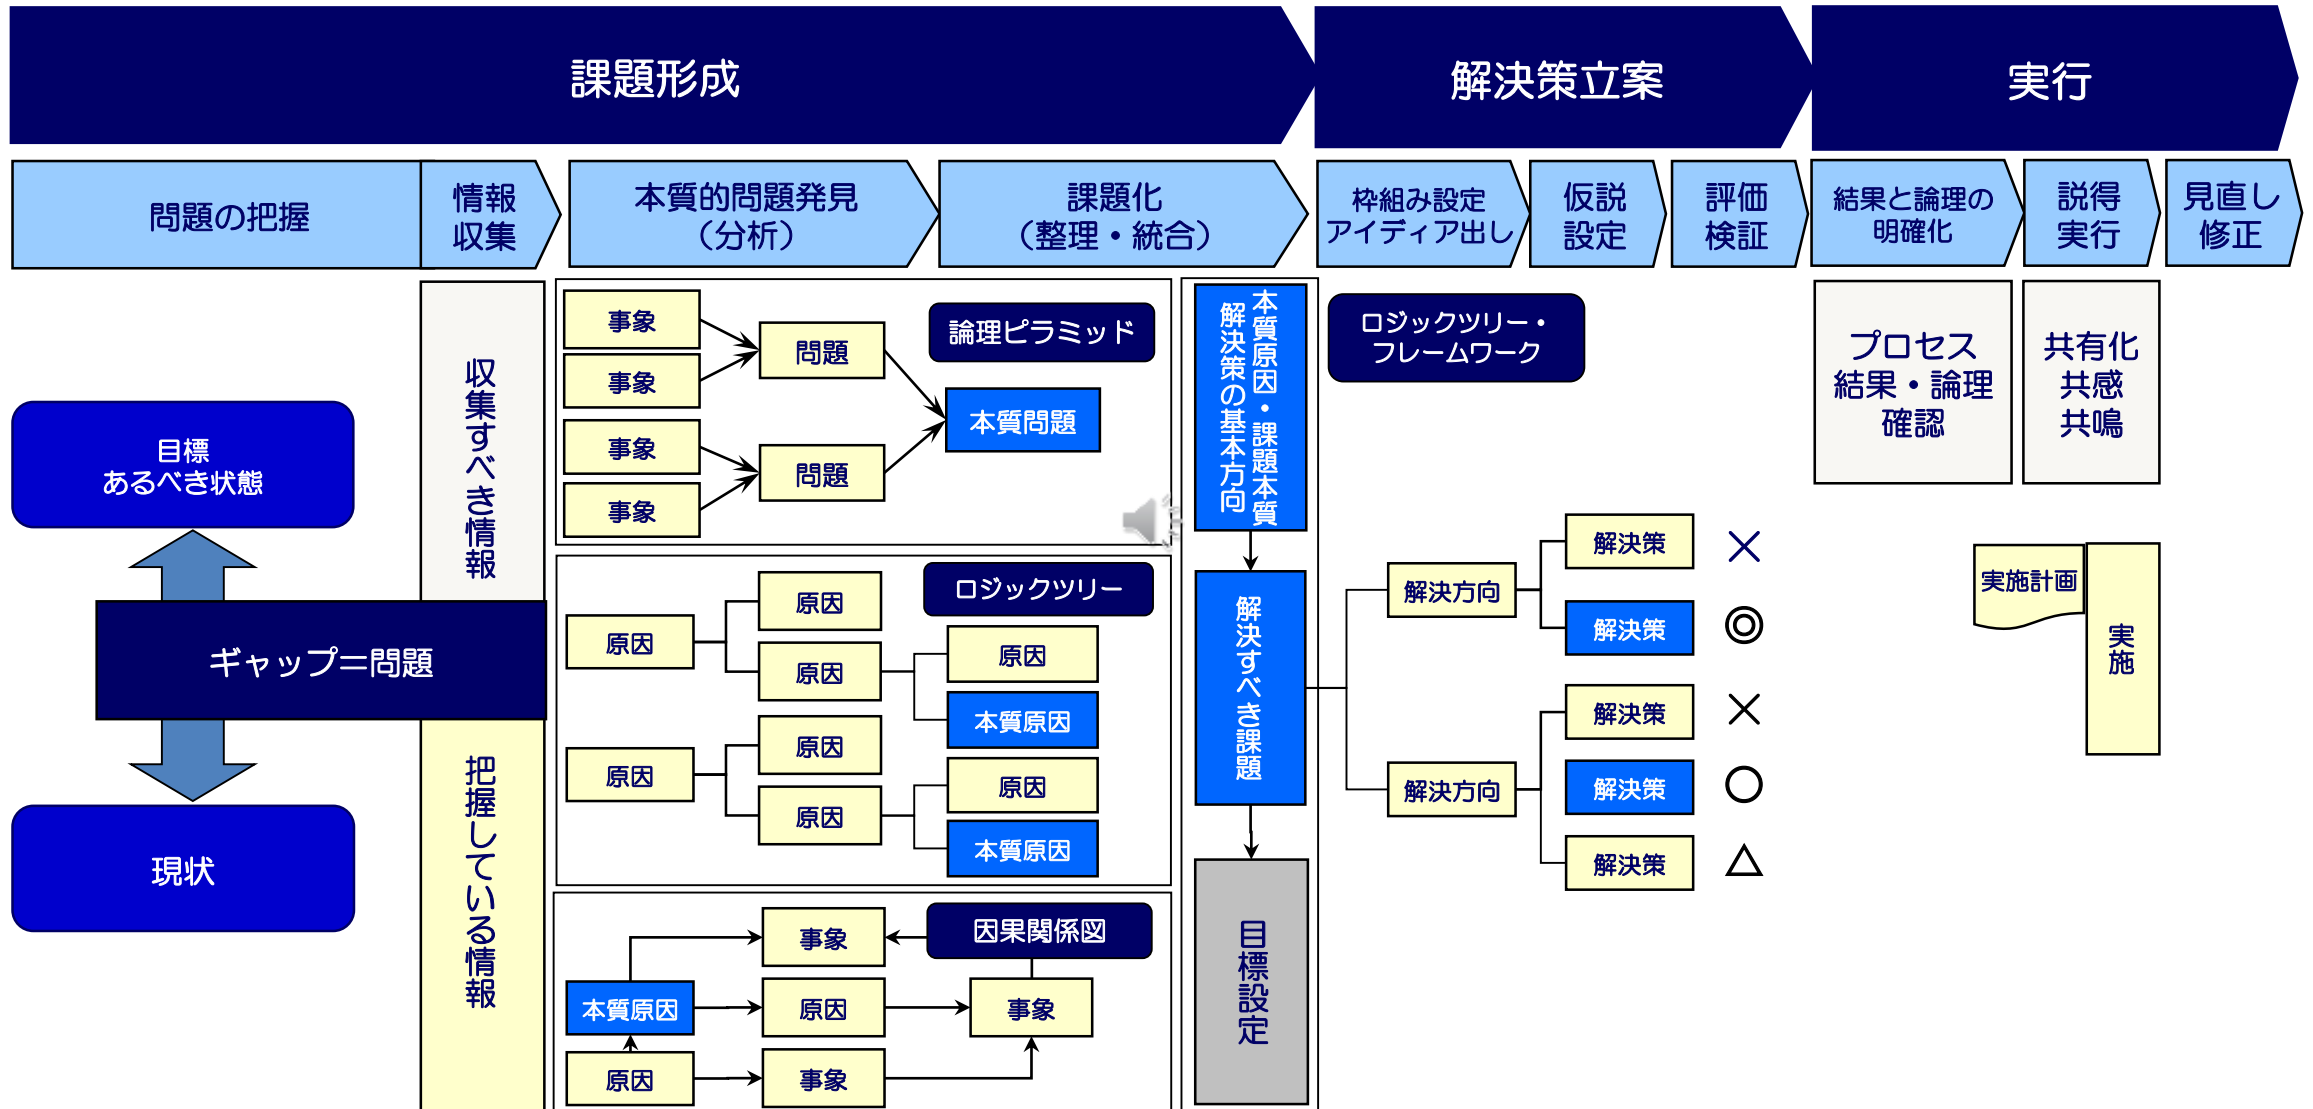 課題形成
解決策立案
実行
問題の把握
情報
収集
本質的問題発見
（分析）
課題化
（整理・統合）
枠組み設定
アイディア出し
仮説
設定
評価
検証
結果と論理の
明確化
説得
実行
見直し
修正
目標
あるべき状態
ギャップ＝問題
現状
収集すべき情報
把握している情報
事象
事象
事象
事象
問題
問題
論理ピラミッド
本質問題
ロジックツリー
原因
原因
原因
原因
原因
原因
原因
本質原因
原因
本質原因
因果関係図
事象
本質原因
原因
事象
原因
事象
本質原因・課題本質
解決策の基本方向
解決すべき課題
目標設定
ロジックツリー・
フレームワーク
解決方向
解決方向
解決策
解決策
解決策
解決策
解決策
×
◎
×
○
△
プロセス
結果・論理
確認
共有化
共感
共鳴
実施計画
実施